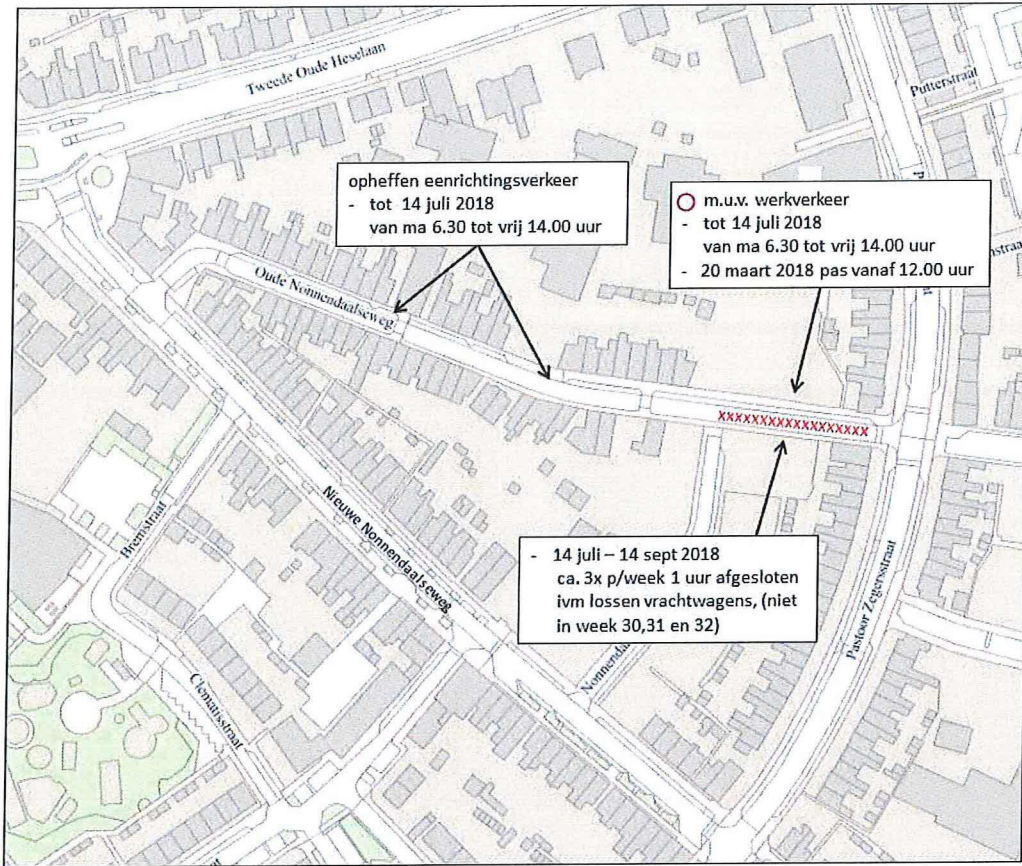 Tweede Oude Heselaan
Putterstraat
opheffen eenrichtingsverkeer
- tot 14 juli 2018
van ma 6.30 tot vrij 14.00 uur
m.u.v. werkverkeer
- tot 14 juli 2018
van ma 6.30 tot vrij 14.00 uur
- 20 maart 2018 pas vanaf 12.00 uur
Oude Nonnendaalseweg
XXXXXXXXXXXXXXXXXXX
Bremstraat
Nieuwe Nonnendaalseweg
- 14 juli – 14 sept 2018
ca. 3x p/week 1 uur afgesloten
ivm lossen vrachtwagens, (niet
in week 30,31 en 32)
Pastoor Zegersstraat
Clematisstraat